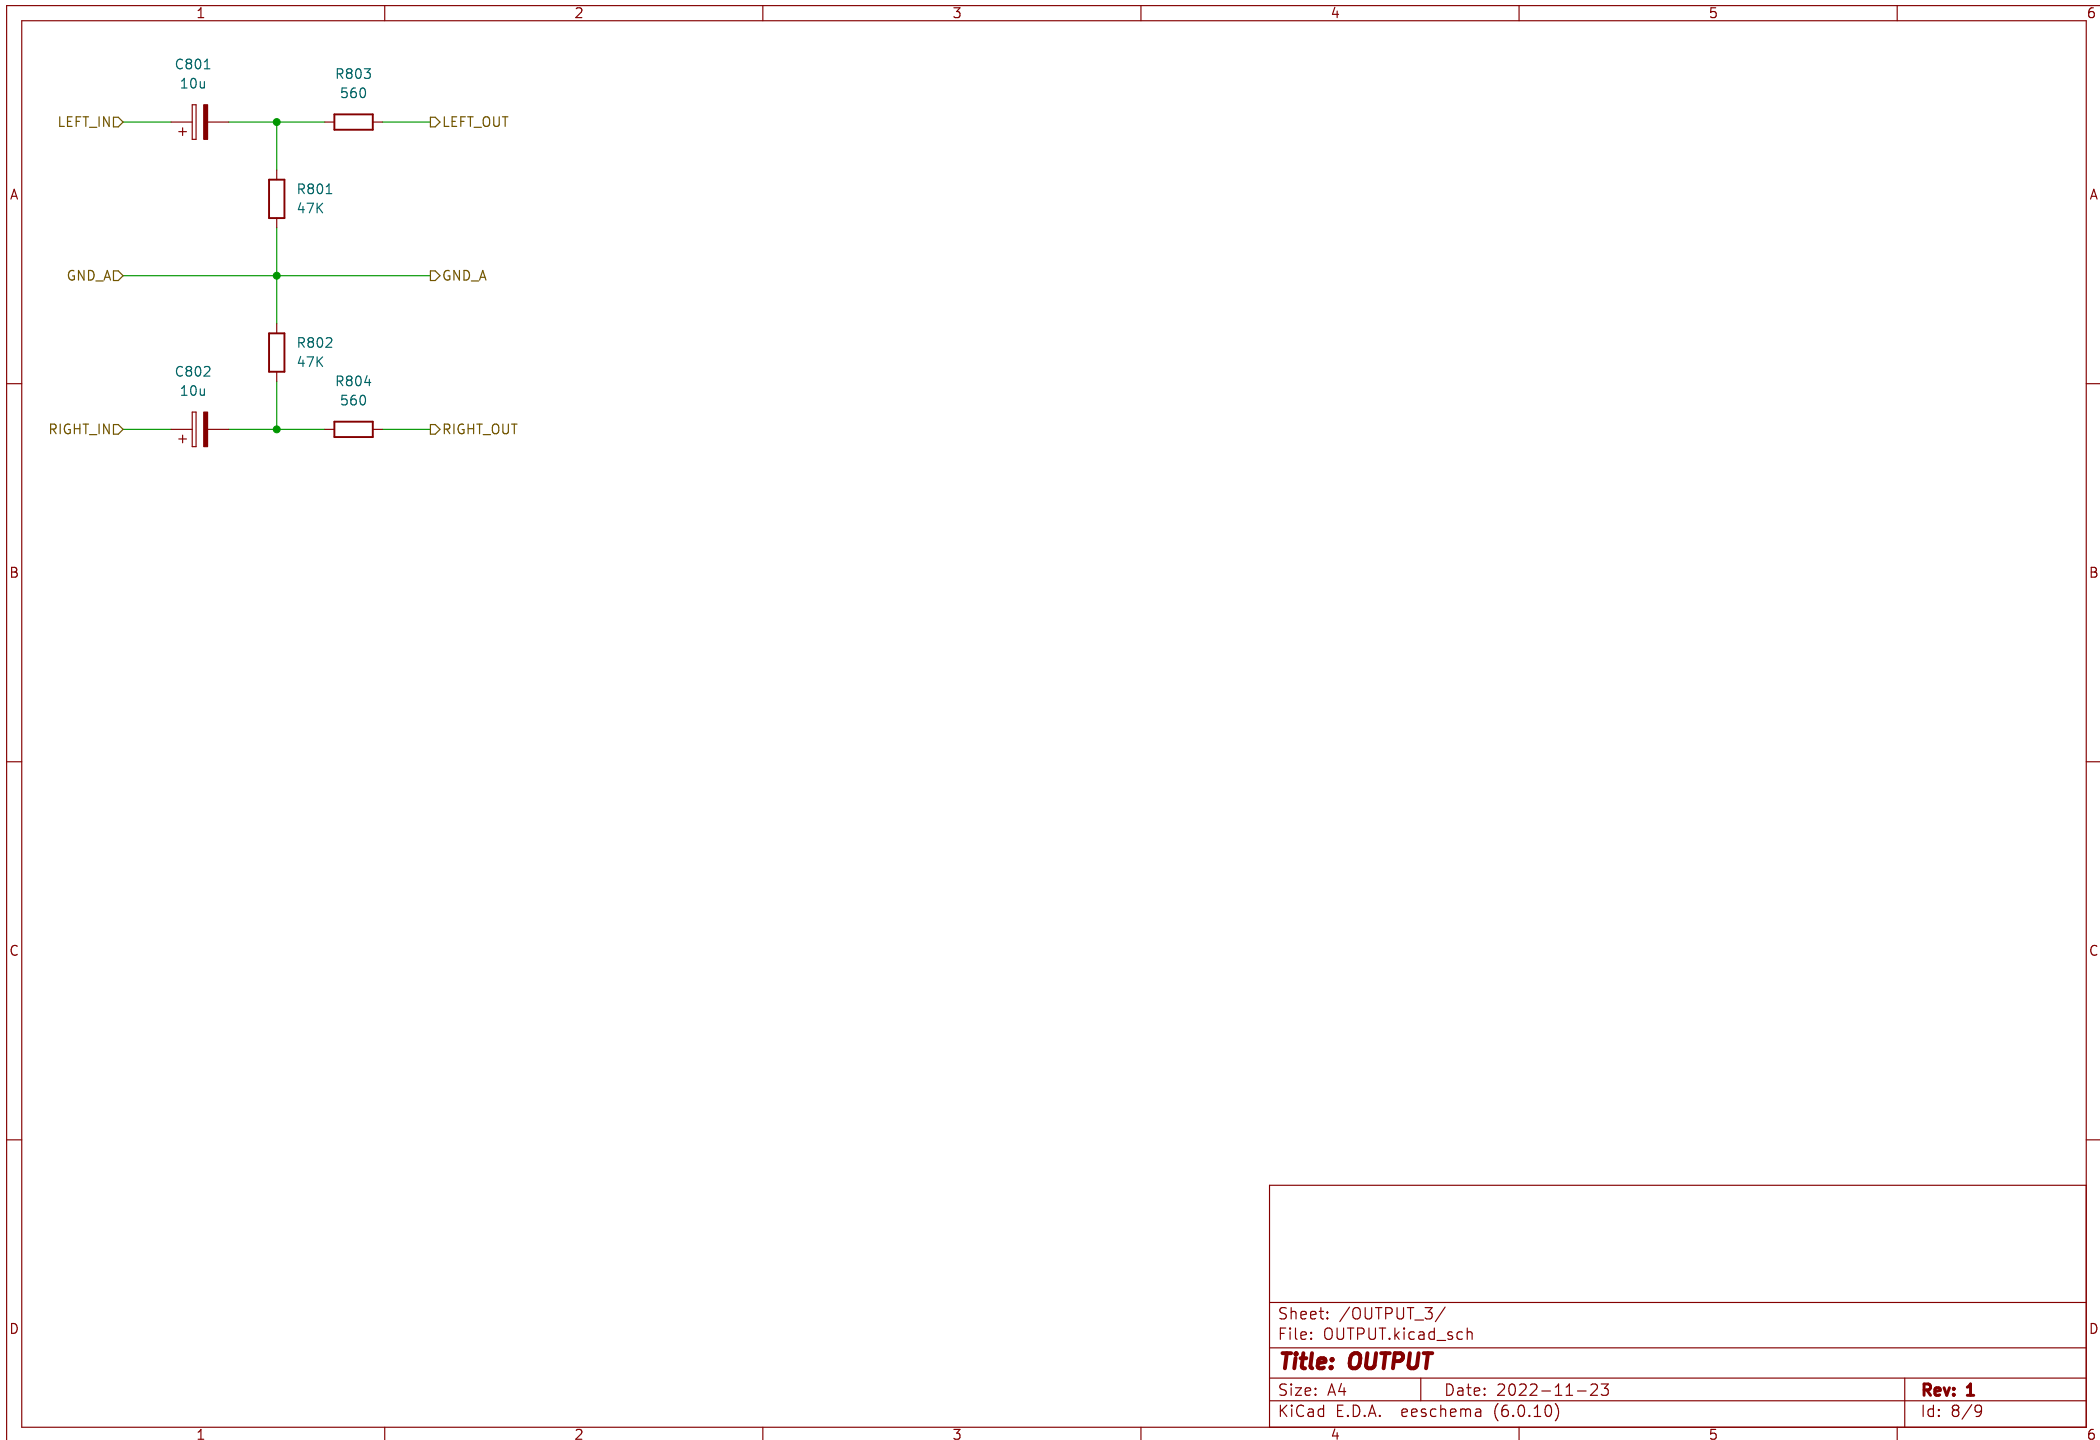 1 2 3 4 5 6
C801
10u
R803
560
LEFT_IN
+
LEFT_OUT
A
R801
47K
A
GND_A
GND_A
R802
47K
C802
10u
R804
560
RIGHT_IN
+
RIGHT_OUT
B
B
C
C
Sheet: /OUTPUT_3/
File: OUTPUT.kicad_sch
D
D
Title: OUTPUT
Size: A4
Date: 2022-11-23
Rev: 1
KiCad E.D.A. eeschema (6.0.10)
Id: 8/9
1 2 3 4 5 6